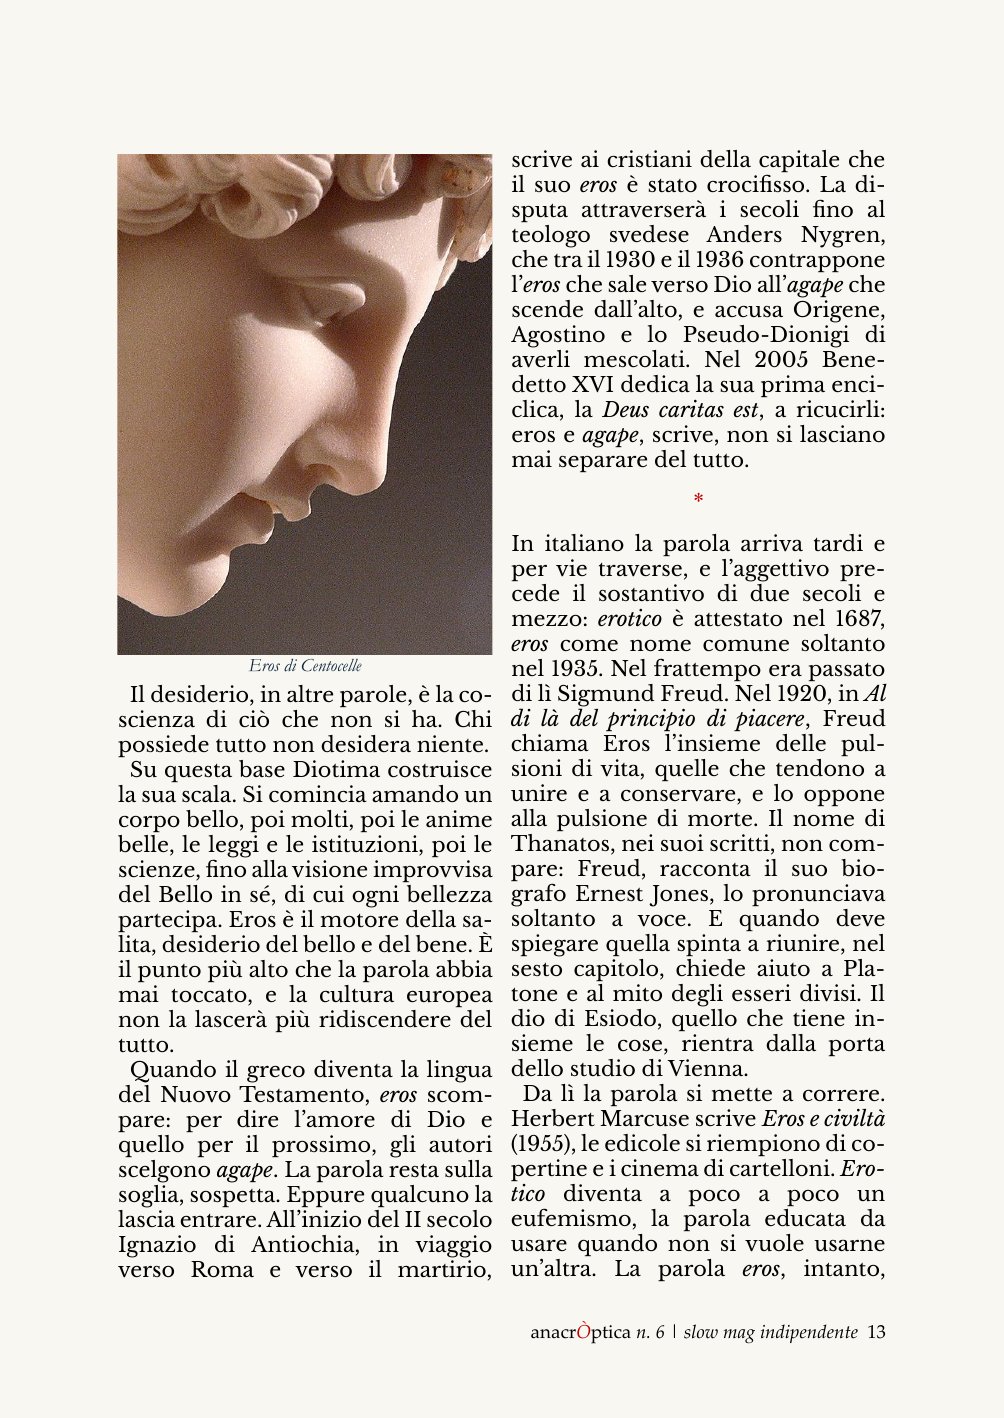 Eros di Centocelle
Il desiderio, in altre parole, è la co-
scienza di ciò che non si ha. Chi
possiede tutto non desidera niente.
Su questa base Diotima costruisce
la sua scala. Si comincia amando un
corpo bello, poi molti, poi le anime
belle, le leggi e le istituzioni, poi le
scienze, fino alla visione improvvisa
del Bello in sé, di cui ogni bellezza
partecipa. Eros è il motore della sa-
lita, desiderio del bello e del bene. È
il punto più alto che la parola abbia
mai toccato, e la cultura europea
non la lascerà più ridiscendere del
tutto.
Quando il greco diventa la lingua
del Nuovo Testamento, eros scom-
pare: per dire l’amore di Dio e
quello per il prossimo, gli autori
scelgono agape. La parola resta sulla
soglia, sospetta. Eppure qualcuno la
lascia entrare. All’inizio del II secolo
Ignazio di Antiochia, in viaggio
verso Roma e verso il martirio,
scrive ai cristiani della capitale che
il suo eros è stato crocifisso. La di-
sputa attraverserà i secoli fino al
teologo svedese Anders Nygren,
che tra il 1930 e il 1936 contrappone
l’eros che sale verso Dio all’agape che
scende dall’alto, e accusa Origene,
Agostino e lo Pseudo-Dionigi di
averli mescolati. Nel 2005 Bene-
detto XVI dedica la sua prima enci-
clica, la Deus caritas est, a ricucirli:
eros e agape, scrive, non si lasciano
mai separare del tutto.
*
In italiano la parola arriva tardi e
per vie traverse, e l’aggettivo pre-
cede il sostantivo di due secoli e
mezzo: erotico è attestato nel 1687,
eros come nome comune soltanto
nel 1935. Nel frattempo era passato
di lì Sigmund Freud. Nel 1920, in Al
di là del principio di piacere, Freud
chiama Eros l’insieme delle pul-
sioni di vita, quelle che tendono a
unire e a conservare, e lo oppone
alla pulsione di morte. Il nome di
Thanatos, nei suoi scritti, non com-
pare: Freud, racconta il suo bio-
grafo Ernest Jones, lo pronunciava
soltanto a voce. E quando deve
spiegare quella spinta a riunire, nel
sesto capitolo, chiede aiuto a Pla-
tone e al mito degli esseri divisi. Il
dio di Esiodo, quello che tiene in-
sieme le cose, rientra dalla porta
dello studio di Vienna.
Da lì la parola si mette a correre.
Herbert Marcuse scrive Eros e civiltà
(1955), le edicole si riempiono di co-
pertine e i cinema di cartelloni. Ero-
tico diventa a poco a poco un
eufemismo, la parola educata da
usare quando non si vuole usarne
un’altra. La parola eros, intanto,
anacrÒptica n. 6 | slow mag indipendente 13